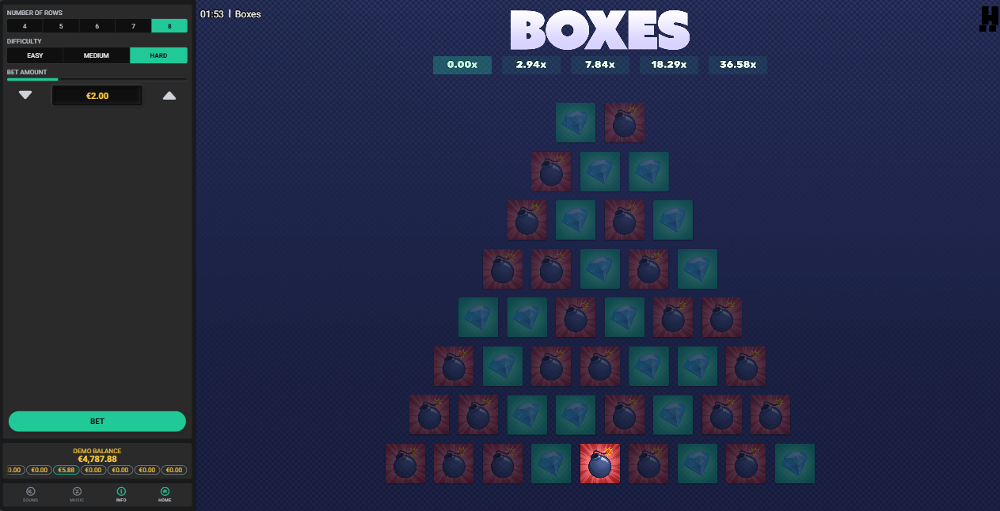 NUMBER OF ROWS
4 5 6 7 8
DIFFICULTY
EASY MEDIUM HARD
BET AMOUNT
€2.00
BET
DEMO BALANCE
€4,787.88
0.00 €0.00 €5.88 €0.00 €0.00 €0.00 €0.00
SOUND MUSIC INFO HOME
01:53 | Boxes
BOXES
0.00x 2.94x 7.84x 18.29x 36.58x